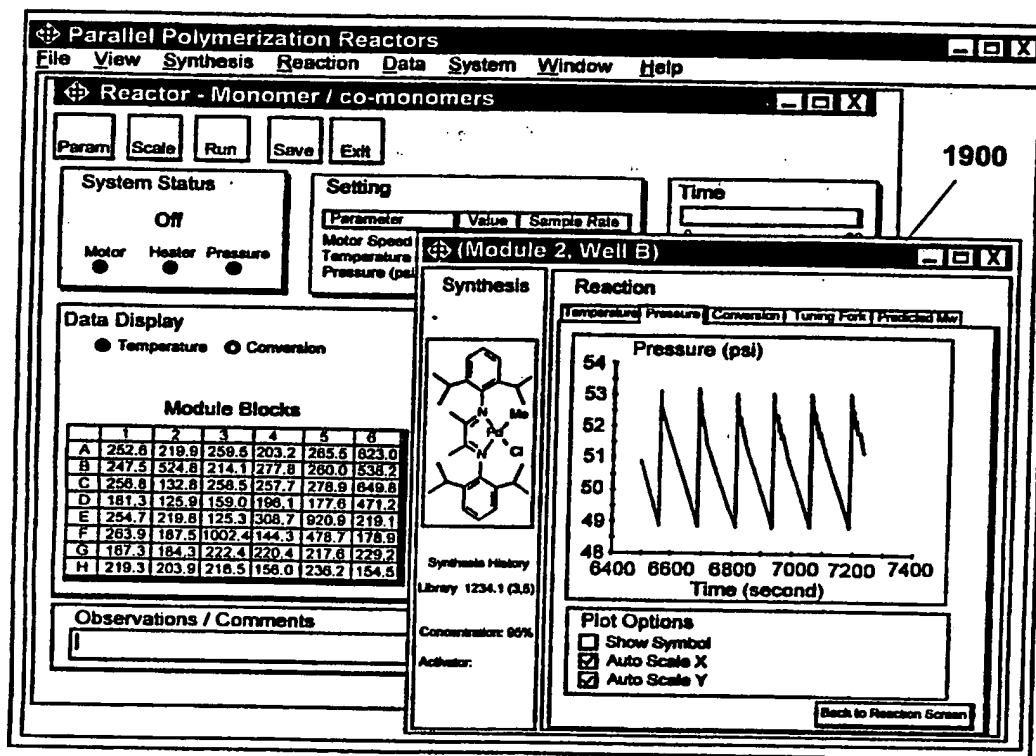 Parallel Polymerization Reactors
File View Synthesis Reaction Data System Window Help
Reactor - Monomer / co-monomers
Param Scale Run Save Exit
1900
System Status
Off
Motor Heater Pressure
Setting
Parameter Value Sample Rate
Motor Speed
Temperature
Pressure (psi
Time
Data Display
Temperature Conversion
Module Blocks
1 2 3 4 5 6
A 252.6 219.9 259.5 203.2 265.5 623.0
B 247.5 524.8 214.1 277.8 260.0 538.2
C 256.8 132.8 258.5 257.7 278.9 649.8
D 181.3 125.9 159.0 196.1 177.6 471.2
E 254.7 219.8 125.3 308.7 920.9 219.1
F 263.9 187.5 1002.4 144.3 478.7 178.9
G 167.3 184.3 222.4 220.4 217.6 229.2
H 219.3 203.9 216.5 156.0 236.2 154.5
Observations / Comments
(Module 2, Well B)
Synthesis
N Me
Pd
N Cl
Synthesis History
Library 1234.1 (3,5)
Concentration: 95%
Activator:
Reaction
Temperature Pressure Conversion Tuning Fork Predicted Mw
Pressure (psi)
54
53
52
51
50
49
48
6400 6600 6800 7000 7200 7400
Time (second)
Plot Options
Show Symbol
Auto Scale X
Auto Scale Y
Back to Reaction Screen